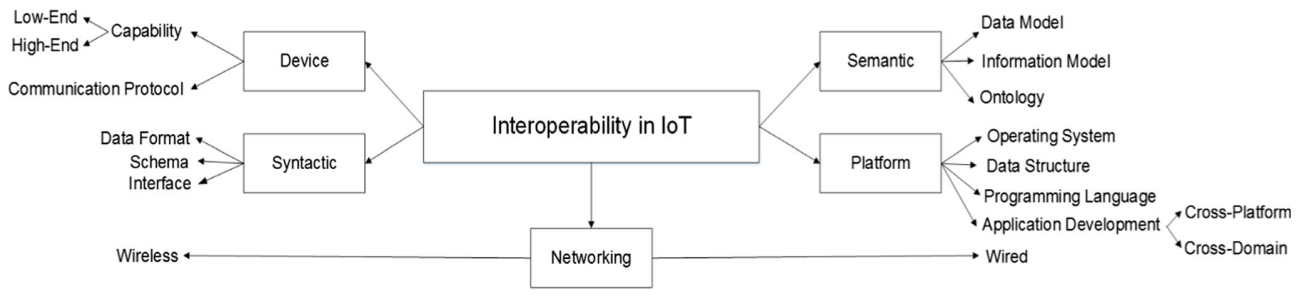 Low-End
High-End
Capability
Communication Protocol
Device
Data Format
Schema
Interface
Syntactic
Interoperability in IoT
Semantic
Data Model
Information Model
Ontology
Platform
Operating System
Data Structure
Programming Language
Application Development
Cross-Platform
Cross-Domain
Wireless
Networking
Wired